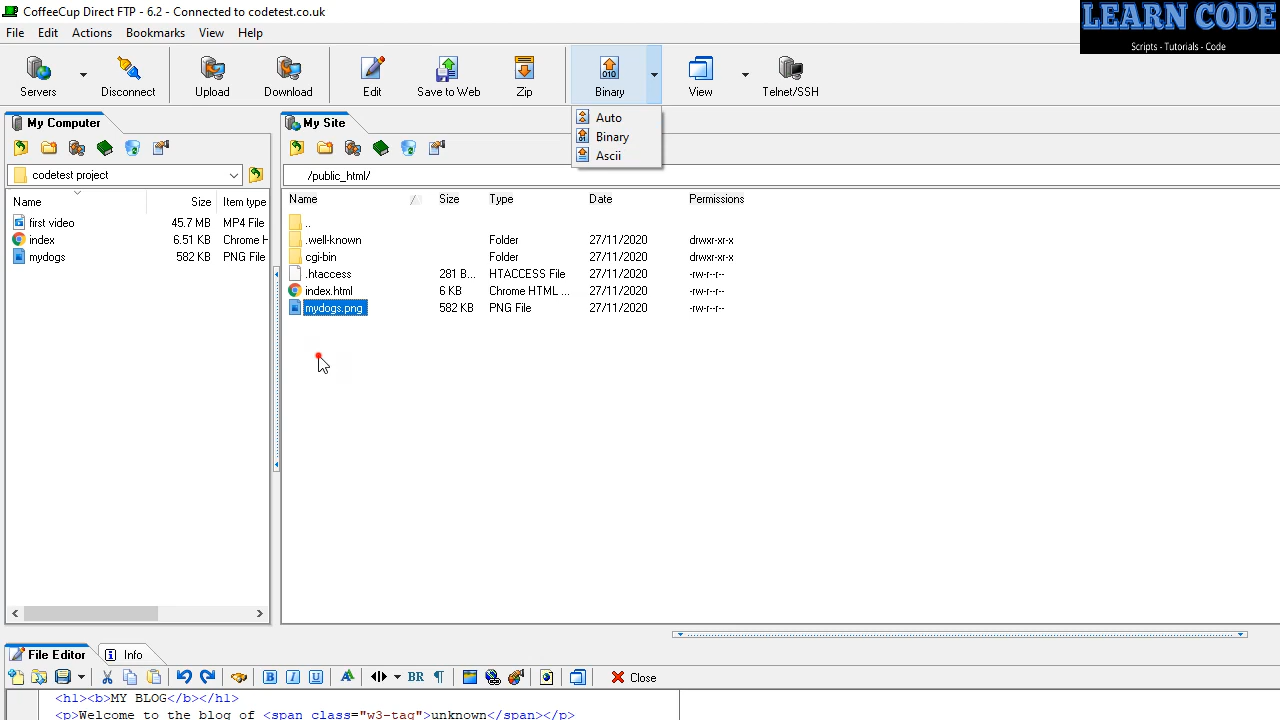 CoffeeCup Direct FTP - 6.2 - Connected to codetest.co.uk
LEARN CODE
Scripts - Tutorials - Code
File Edit Actions Bookmarks View Help
Servers Disconnect Upload Download Edit Save to Web Zip Binary View Telnet/SSH
Auto
Binary
Ascii
My Computer
My Site
codetest project
/public_html/
Name Size Item type
first video 45.7 MB MP4 File
index 6.51 KB Chrome H
mydogs 582 KB PNG File
Name Size Type Date Permissions
..
.well-known Folder 27/11/2020 drwxr-xr-x
cgi-bin Folder 27/11/2020 drwxr-xr-x
.htaccess 281 B... HTACCESS File 27/11/2020 -rw-r--r--
index.html 6 KB Chrome HTML ... 27/11/2020 -rw-r--r--
mydogs.png 582 KB PNG File 27/11/2020 -rw-r--r--
File Editor Info
B I U A BR ¶ Close
<h1><b>MY BLOG</b></h1>
<p>Welcome to the blog of <span class="w3-tag">unknown</span></p>